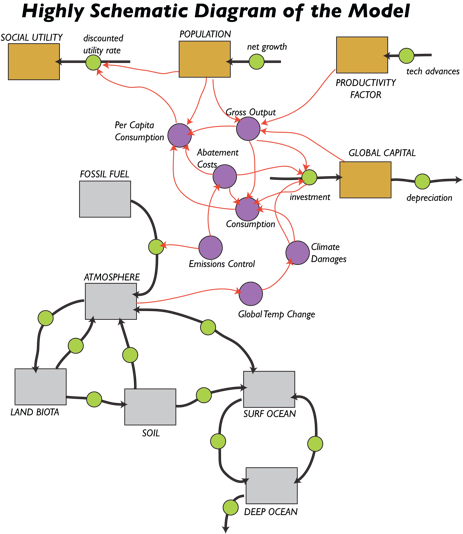 Highly Schematic Diagram of the Model
SOCIAL UTILITY
discounted
utility rate
POPULATION
net growth
PRODUCTIVITY
FACTOR
tech advances
Per Capita
Consumption
Gross Output
Abatement
Costs
GLOBAL CAPITAL
FOSSIL FUEL
investment
depreciation
Consumption
Emissions Control
Climate
Damages
ATMOSPHERE
Global Temp Change
LAND BIOTA
SOIL
SURF OCEAN
DEEP OCEAN